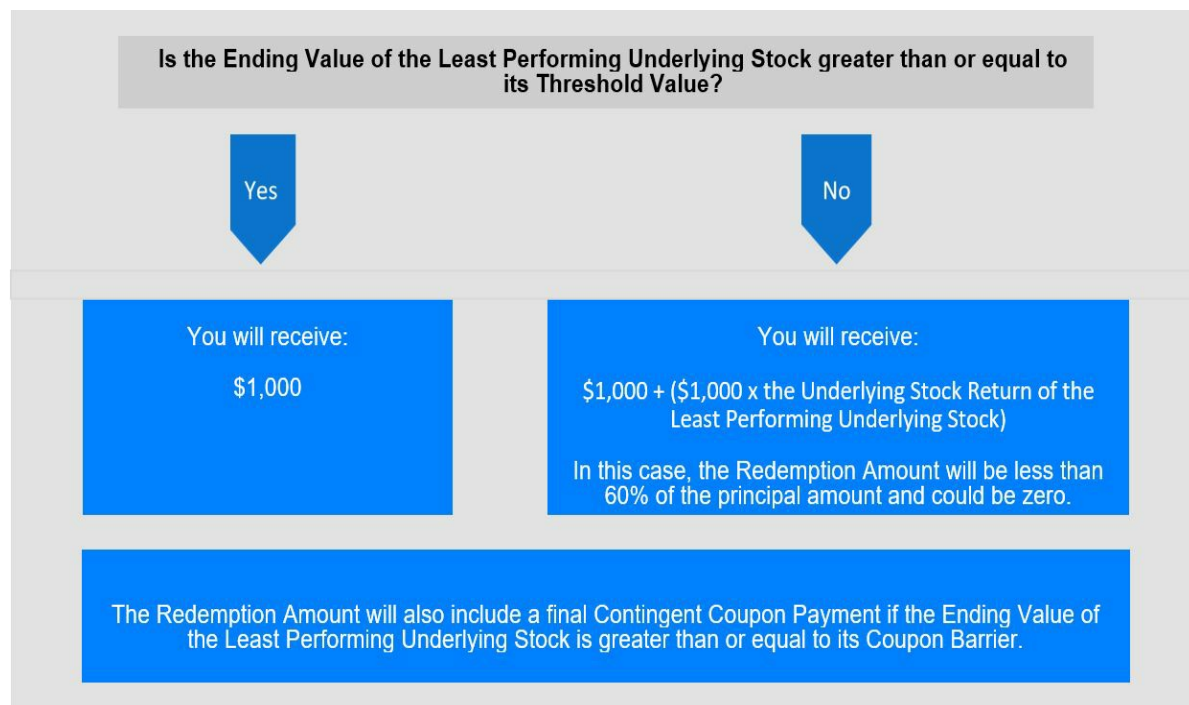 Is the Ending Value of the Least Performing Underlying Stock greater than or equal to
its Threshold Value?
Yes
No
You will receive:
$1,000
You will receive:
$1,000 + ($1,000 x the Underlying Stock Return of the
Least Performing Underlying Stock)
In this case, the Redemption Amount will be less than
60% of the principal amount and could be zero.
The Redemption Amount will also include a final Contingent Coupon Payment if the Ending Value of
the Least Performing Underlying Stock is greater than or equal to its Coupon Barrier.